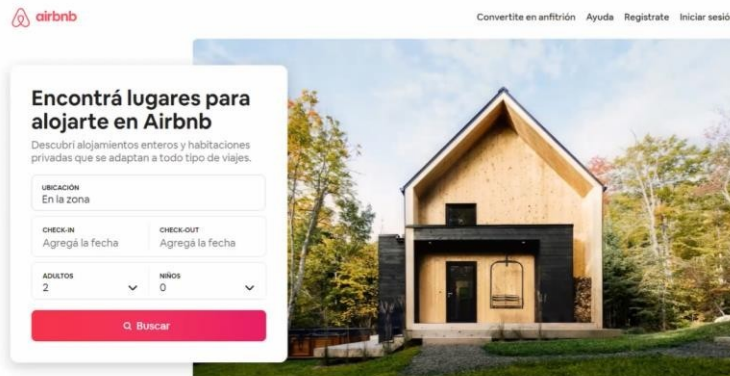 airbnb
Convertite en anfitrión Ayuda Registrate Iniciar sesió
Encontrá lugares para
alojarte en Airbnb
Descubrí alojamientos enteros y habitaciones
privadas que se adaptan a todo tipo de viajes.
UBICACIÓN
En la zona
CHECK-IN CHECK-OUT
Agregá la fecha Agregá la fecha
ADULTOS NIÑOS
2 0
Buscar